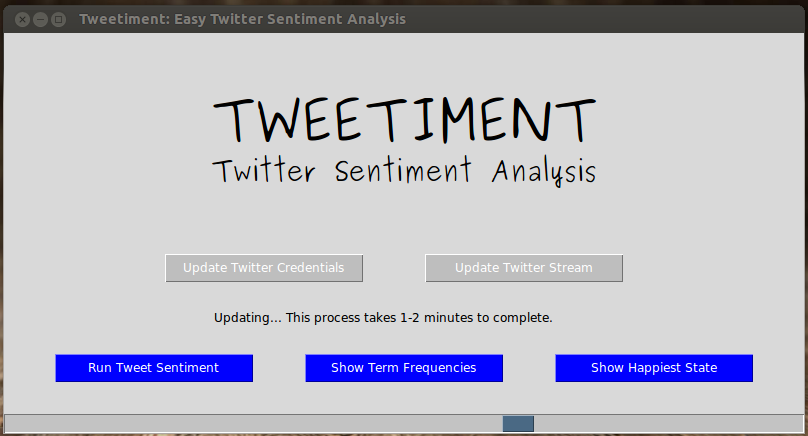 Tweetiment: Easy Twitter Sentiment Analysis
TWEETIMENT
Twitter Sentiment Analysis
Update Twitter Credentials
Update Twitter Stream
Updating... This process takes 1-2 minutes to complete.
Run Tweet Sentiment
Show Term Frequencies
Show Happiest State